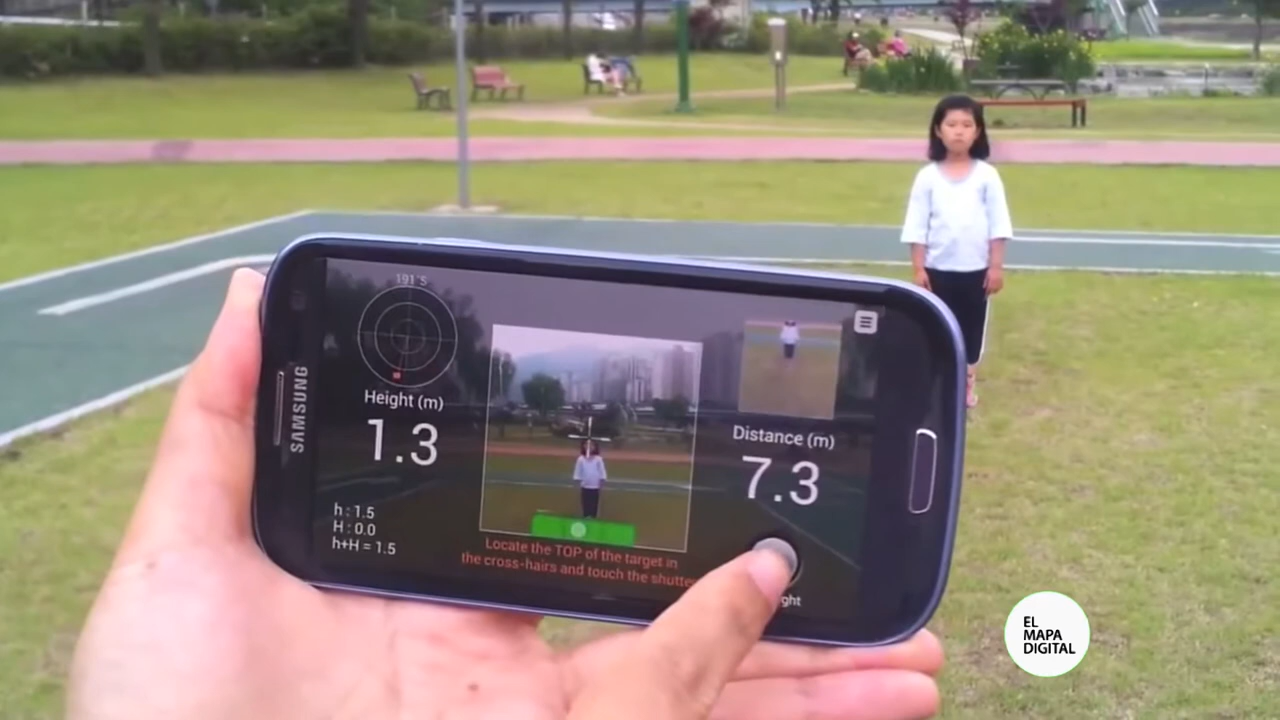 191˚S
SAMSUNG
Height (m)
1.3
h : 1.5
H : 0.0
h+H = 1.5
Distance (m)
7.3
Locate the TOP of the target in
the cross-hairs and touch the
EL
MAPA
DIGITAL